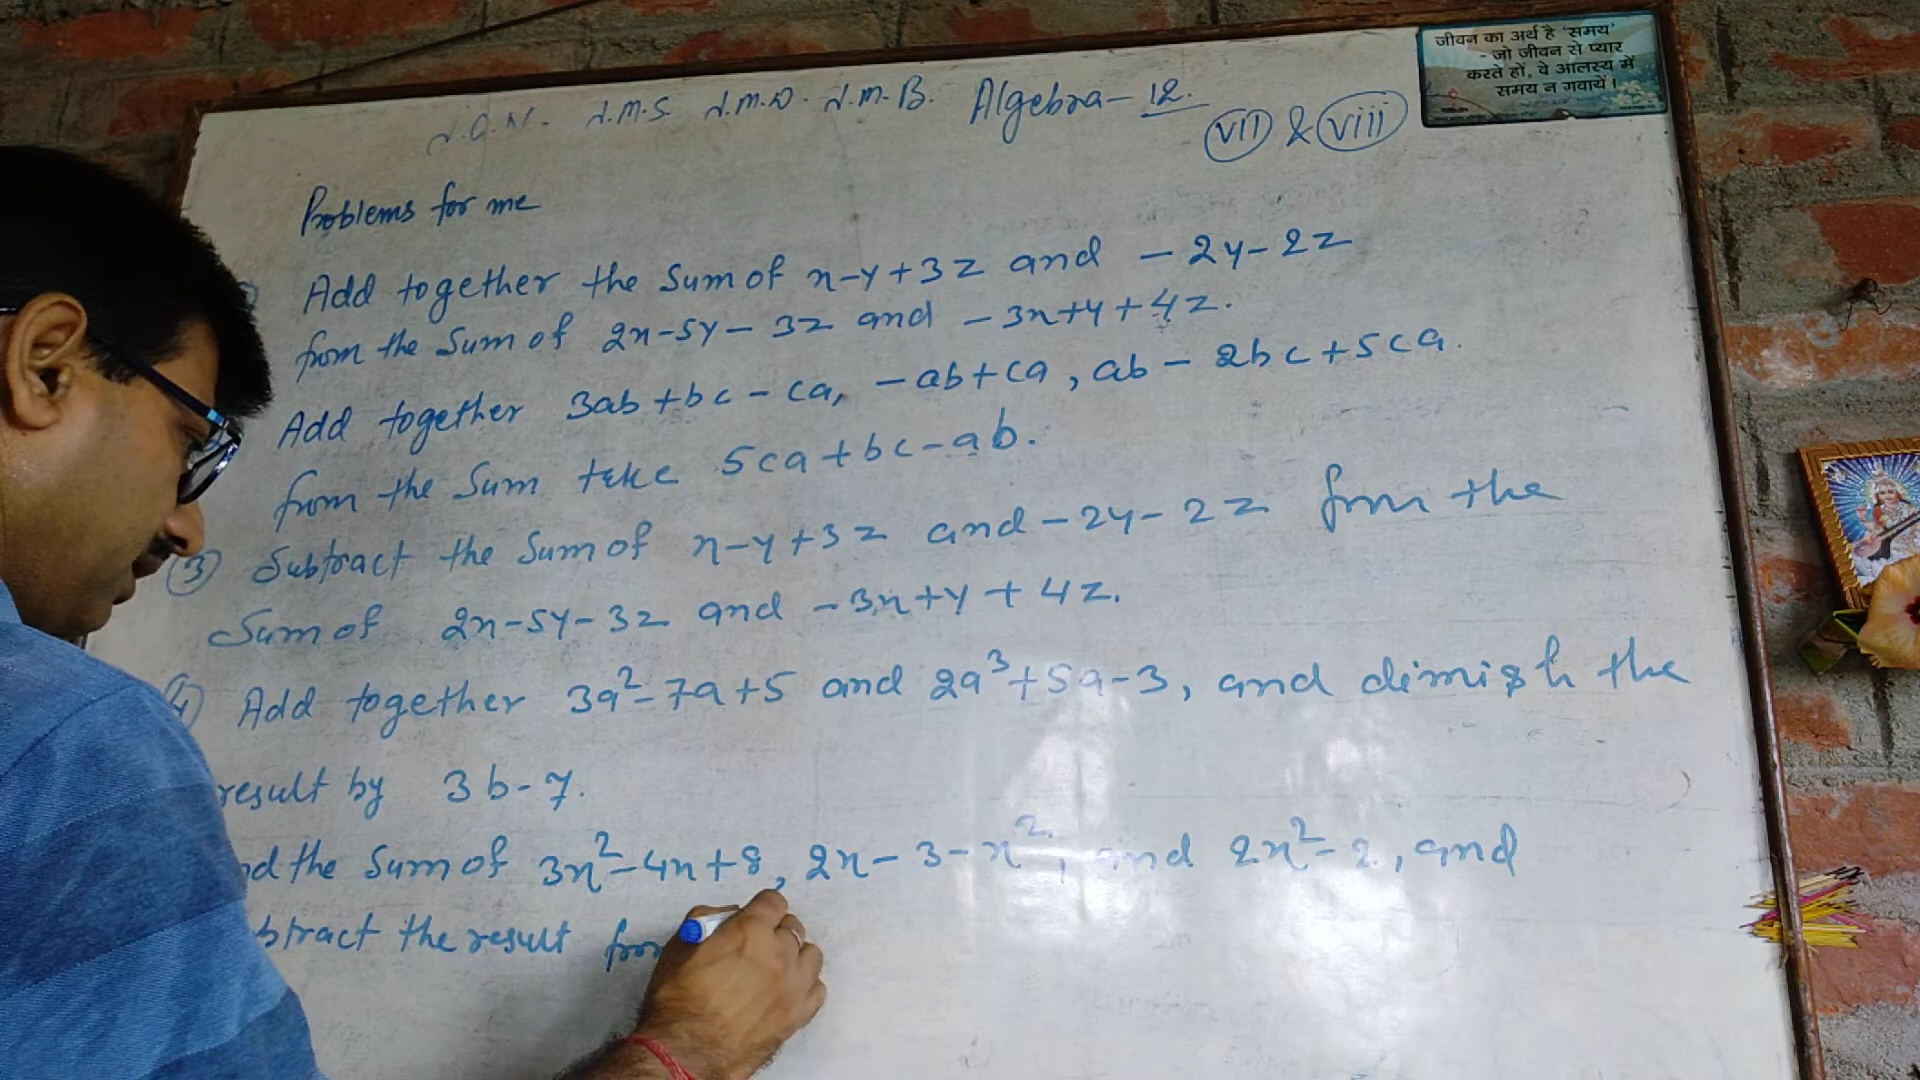 Algebra - 12.
VII & VIII
जीवन का अर्थ है 'समय'
- जो जीवन से प्यार
करते हों, वे आलस्य में
समय न गवायें।
Problems for me
Add together the Sum of x-y+3z and -2y-2z
from the Sum of 2x-5y-3z and -3x+y+4z.
Add together 3ab+bc-ca, -ab+ca, ab-2bc+5ca.
from the Sum take 5ca+bc-ab.
③ Subtract the Sum of x-y+3z and -2y-2z from the
Sum of 2x-5y-3z and -3x+y+4z.
④ Add together 3a²-7a+5 and 2a³+5a-3, and dimish the
result by 3b-7.
the Sum of 3x²-4x+8, 2x-3-x², and 2x²-2, and
the result from